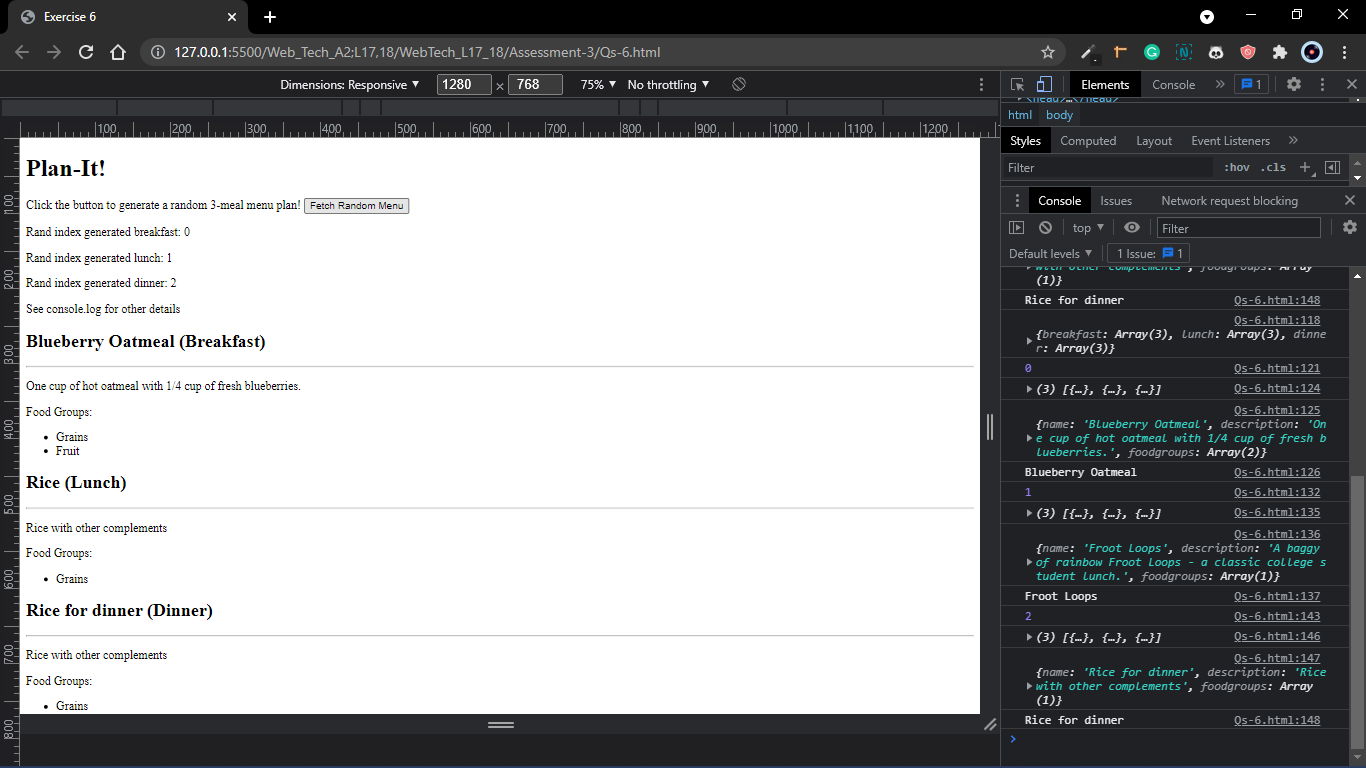 Exercise 6
127.0.0.1:5500/Web_Tech_A2;L17,18/WebTech_L17_18/Assessment-3/Qs-6.html
Dimensions: Responsive 1280 × 768 75% No throttling
Elements Console 1
html body
Styles Computed Layout Event Listeners
Filter :hov .cls
100 200 300 400 500 600 700 800 900 1000 1100 1200
100
200
300
400
500
600
700
800
Plan-It!
Click the button to generate a random 3-meal menu plan! Fetch Random Menu
Rand index generated breakfast: 0
Rand index generated lunch: 1
Rand index generated dinner: 2
See console.log for other details
Blueberry Oatmeal (Breakfast)
One cup of hot oatmeal with 1/4 cup of fresh blueberries.
Food Groups:
• Grains
• Fruit
Rice (Lunch)
Rice with other complements
Food Groups:
• Grains
Rice for dinner (Dinner)
Rice with other complements
Food Groups:
• Grains
Console Issues Network request blocking
top Filter
Default levels 1 Issue: 1
with other complements', foodgroups: Array
(1)}
Rice for dinner Qs-6.html:148
Qs-6.html:118
{breakfast: Array(3), lunch: Array(3), dinne
r: Array(3)}
0 Qs-6.html:121
(3) [{…}, {…}, {…}] Qs-6.html:124
Qs-6.html:125
{name: 'Blueberry Oatmeal', description: 'On
e cup of hot oatmeal with 1/4 cup of fresh b
lueberries.', foodgroups: Array(2)}
Blueberry Oatmeal Qs-6.html:126
1 Qs-6.html:132
(3) [{…}, {…}, {…}] Qs-6.html:135
Qs-6.html:136
{name: 'Froot Loops', description: 'A baggy
of rainbow Froot Loops - a classic college s
tudent lunch.', foodgroups: Array(1)}
Froot Loops Qs-6.html:137
2 Qs-6.html:143
(3) [{…}, {…}, {…}] Qs-6.html:146
Qs-6.html:147
{name: 'Rice for dinner', description: 'Rice
with other complements', foodgroups: Array
(1)}
Rice for dinner Qs-6.html:148